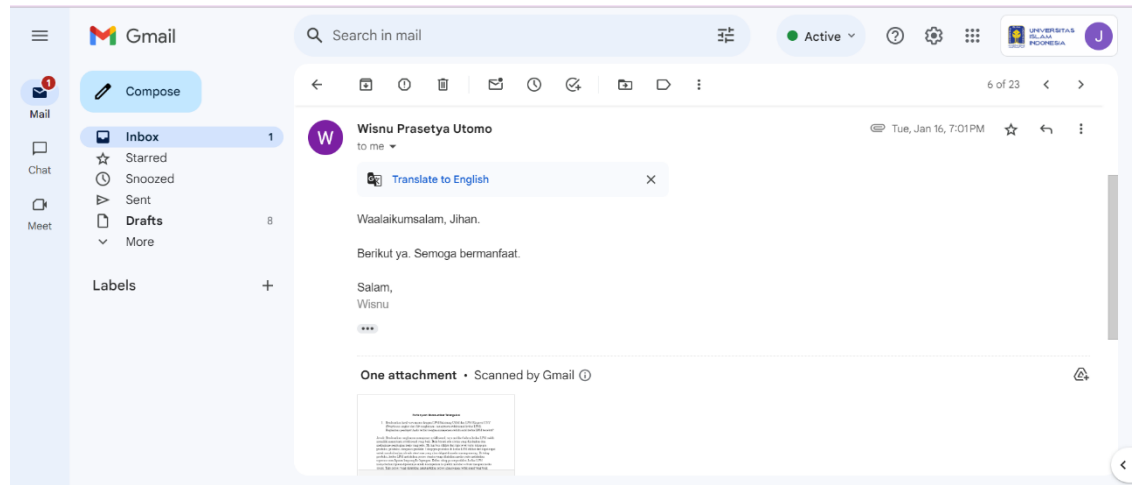 Gmail
Search in mail
Active
UNIVERSITAS
ISLAM
INDONESIA
J
1
Mail
Compose
6 of 23
Inbox 1
Starred
Snoozed
Sent
Drafts 8
More
Chat
Meet
Labels
W
Wisnu Prasetya Utomo
Tue, Jan 16, 7:01 PM
to me
Translate to English
Waalaikumsalam, Jihan.
Berikut ya. Semoga bermanfaat.
Salam,
Wisnu
One attachment • Scanned by Gmail